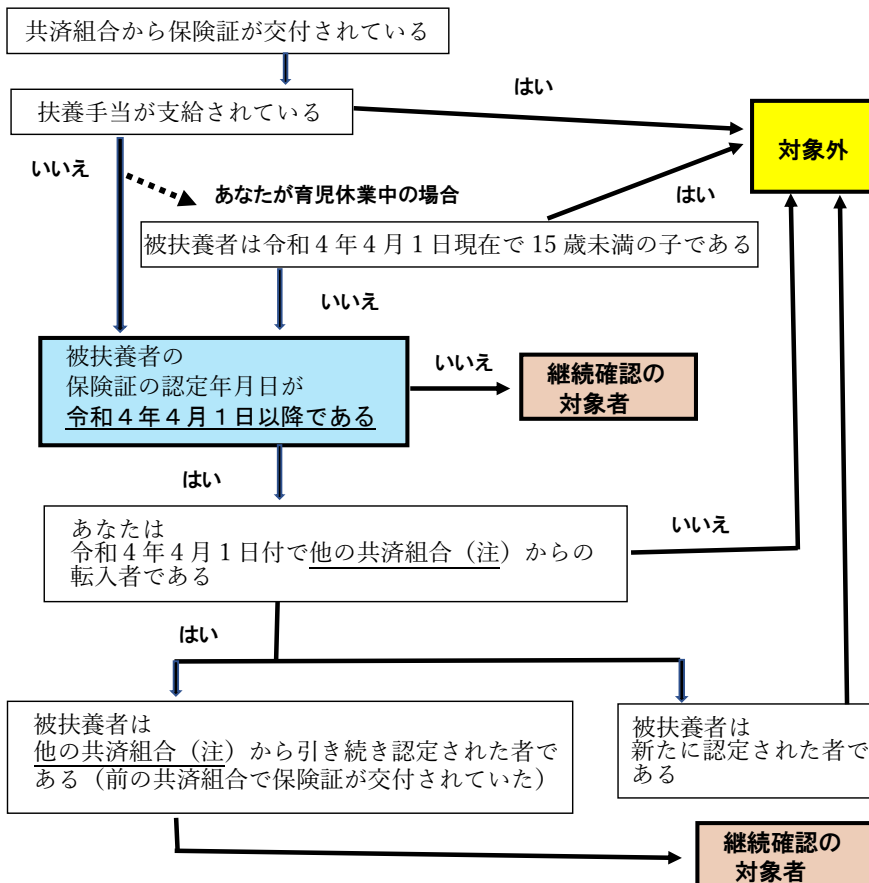 共済組合から保険証が交付されている
はい
扶養手当が支給されている
対象外
いいえ
あなたが育児休業中の場合
はい
被扶養者は令和４年４月１日現在で 15 歳未満の子である
いいえ
被扶養者の
保険証の認定年月日が
令和４年４月１日以降である
いいえ
継続確認の
対象者
はい
あなたは
令和４年４月１日付で他の共済組合（注）からの
転入者である
いいえ
はい
被扶養者は
他の共済組合（注）から引き続き認定された者で
ある（前の共済組合で保険証が交付されていた）
被扶養者は
新たに認定された者で
ある
継続確認の
対象者